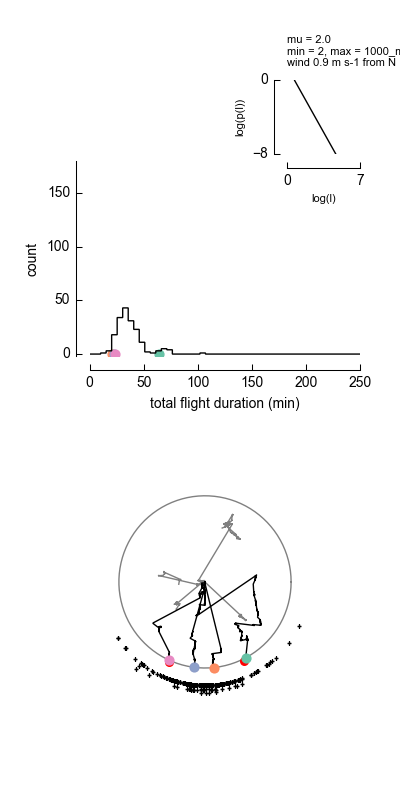 mu = 2.0
min = 2, max = 1000_m
wind 0.9 m s-1 from N
0
−8
log(p(l))
0 7
log(l)
150
100
50
0
count
0 50 100 150 200 250
total flight duration (min)